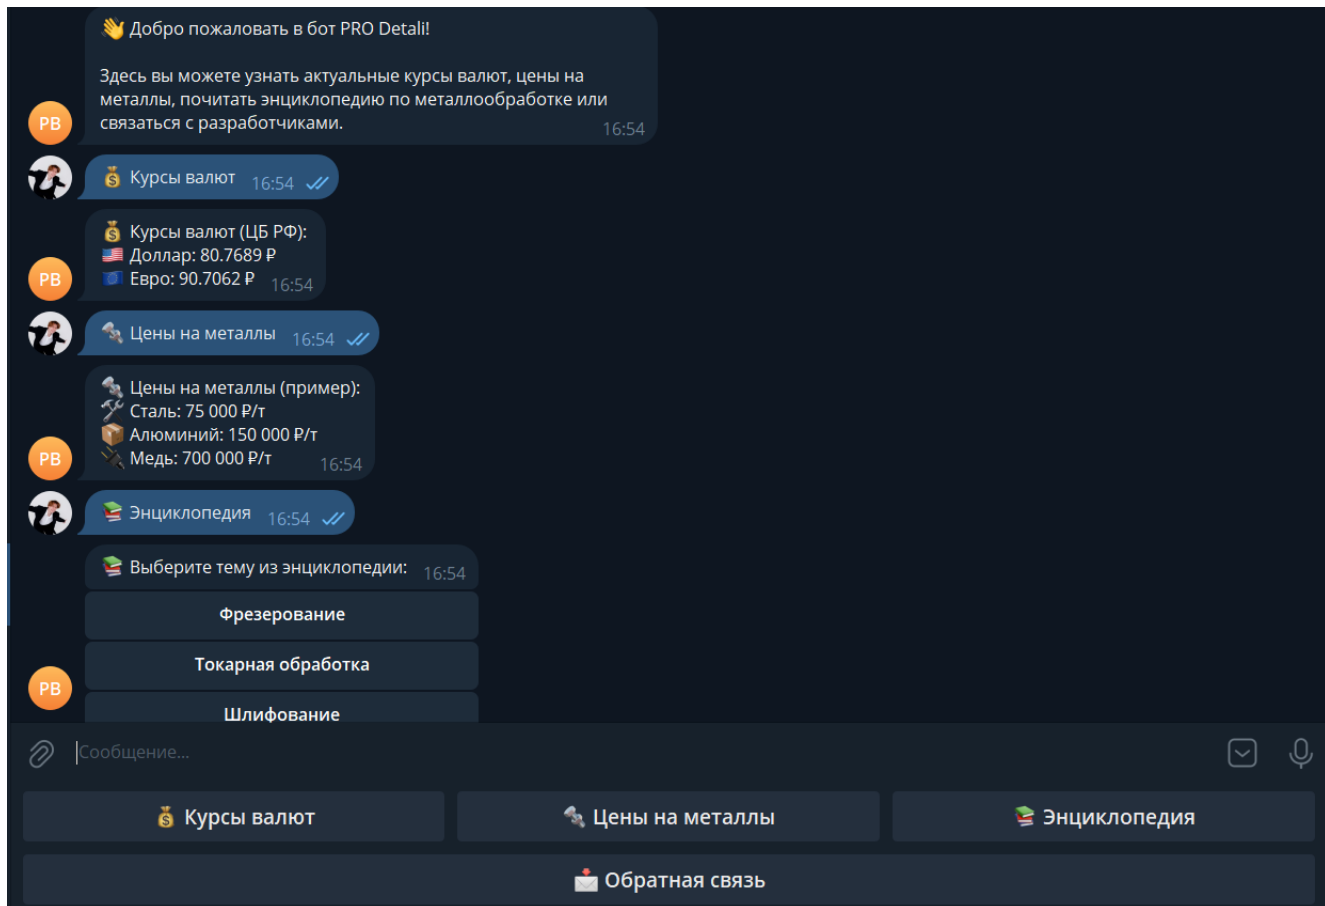 👋 Добро пожаловать в бот PRO Detali!
Здесь вы можете узнать актуальные курсы валют, цены на
металлы, почитать энциклопедию по металлообработке или
связаться с разработчиками.
16:54
PB
💰 Курсы валют 16:54
💰 Курсы валют (ЦБ РФ):
🇺🇸 Доллар: 80.7689 ₽
🇪🇺 Евро: 90.7062 ₽ 16:54
PB
🔩 Цены на металлы 16:54
🔩 Цены на металлы (пример):
🛠 Сталь: 75 000 ₽/т
📦 Алюминий: 150 000 ₽/т
🔌 Медь: 700 000 ₽/т 16:54
PB
📚 Энциклопедия 16:54
📚 Выберите тему из энциклопедии: 16:54
Фрезерование
Токарная обработка
PB
Шлифование
Сообщение...
💰 Курсы валют
🔩 Цены на металлы
📚 Энциклопедия
📩 Обратная связь